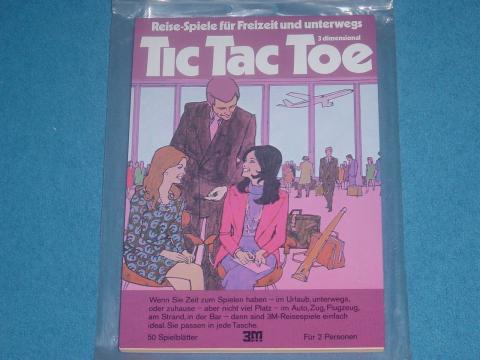 Reise-Spiele für Freizeit und unterwegs
Tic Tac Toe
3 dimensional
Wenn Sie Zeit zum Spielen haben – im Urlaub, unterwegs,
oder zuhause – aber nicht viel Platz – im Auto, Zug, Flugzeug,
am Strand, in der Bar – dann sind 3M-Reisespiele einfach
ideal. Sie passen in jede Tasche.
50 Spielblätter
3M
Für 2 Personen